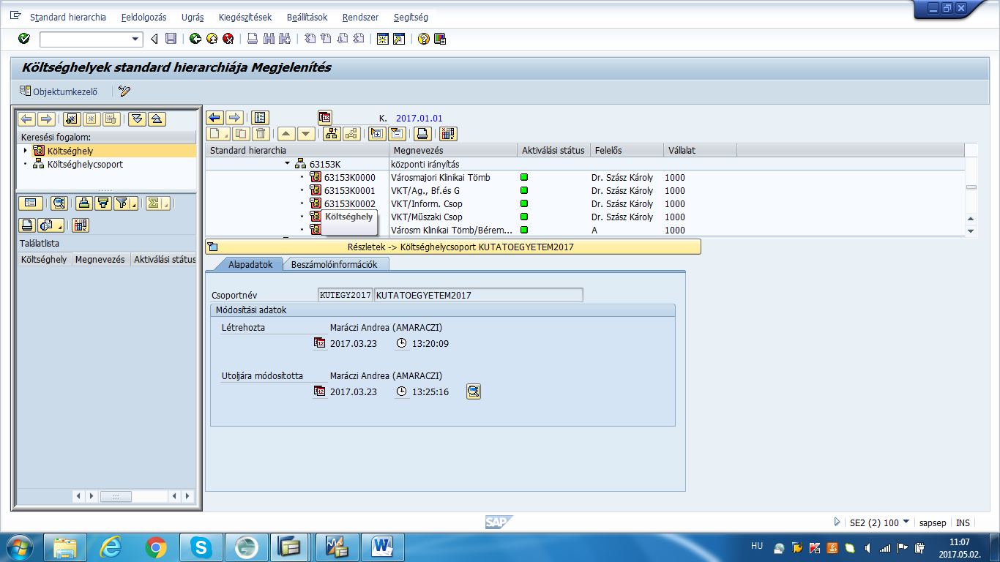 Standard hierarchia Feldolgozás Ugrás Kiegészítések Beállítások Rendszer Segítség
Költséghelyek standard hierarchiája Megjelenítés
Objektumkezelő
K. 2017.01.01
Keresési fogalom:
Költséghely
Költséghelycsoport
Standard hierarchia Megnevezés Aktiválási státus Felelős Vállalat
63153K központi irányítás
63153K0000 Városmajori Klinikai Tömb Dr. Szász Károly 1000
63153K0001 VKT/Ag., Bf.és G Dr. Szász Károly 1000
63153K0002 VKT/Inform. Csop Dr. Szász Károly 1000
VKT/Műszaki Csop Dr. Szász Károly 1000
Költséghely
Városm Klinikai Tömb/Bérem... A 1000
Találatlista
Költséghely Megnevezés Aktiválási státus
Részletek -> Költséghelycsoport KUTATOEGYETEM2017
Alapadatok Beszámolóinformációk
Csoportnév KUTEGY2017 KUTATOEGYETEM2017
Módosítási adatok
Létrehozta Maráczi Andrea (AMARACZI)
2017.03.23 13:20:09
Utoljára módosította Maráczi Andrea (AMARACZI)
2017.03.23 13:25:16
SAP
SE2 (2) 100 sapsep INS
HU
11:07
2017.05.02.